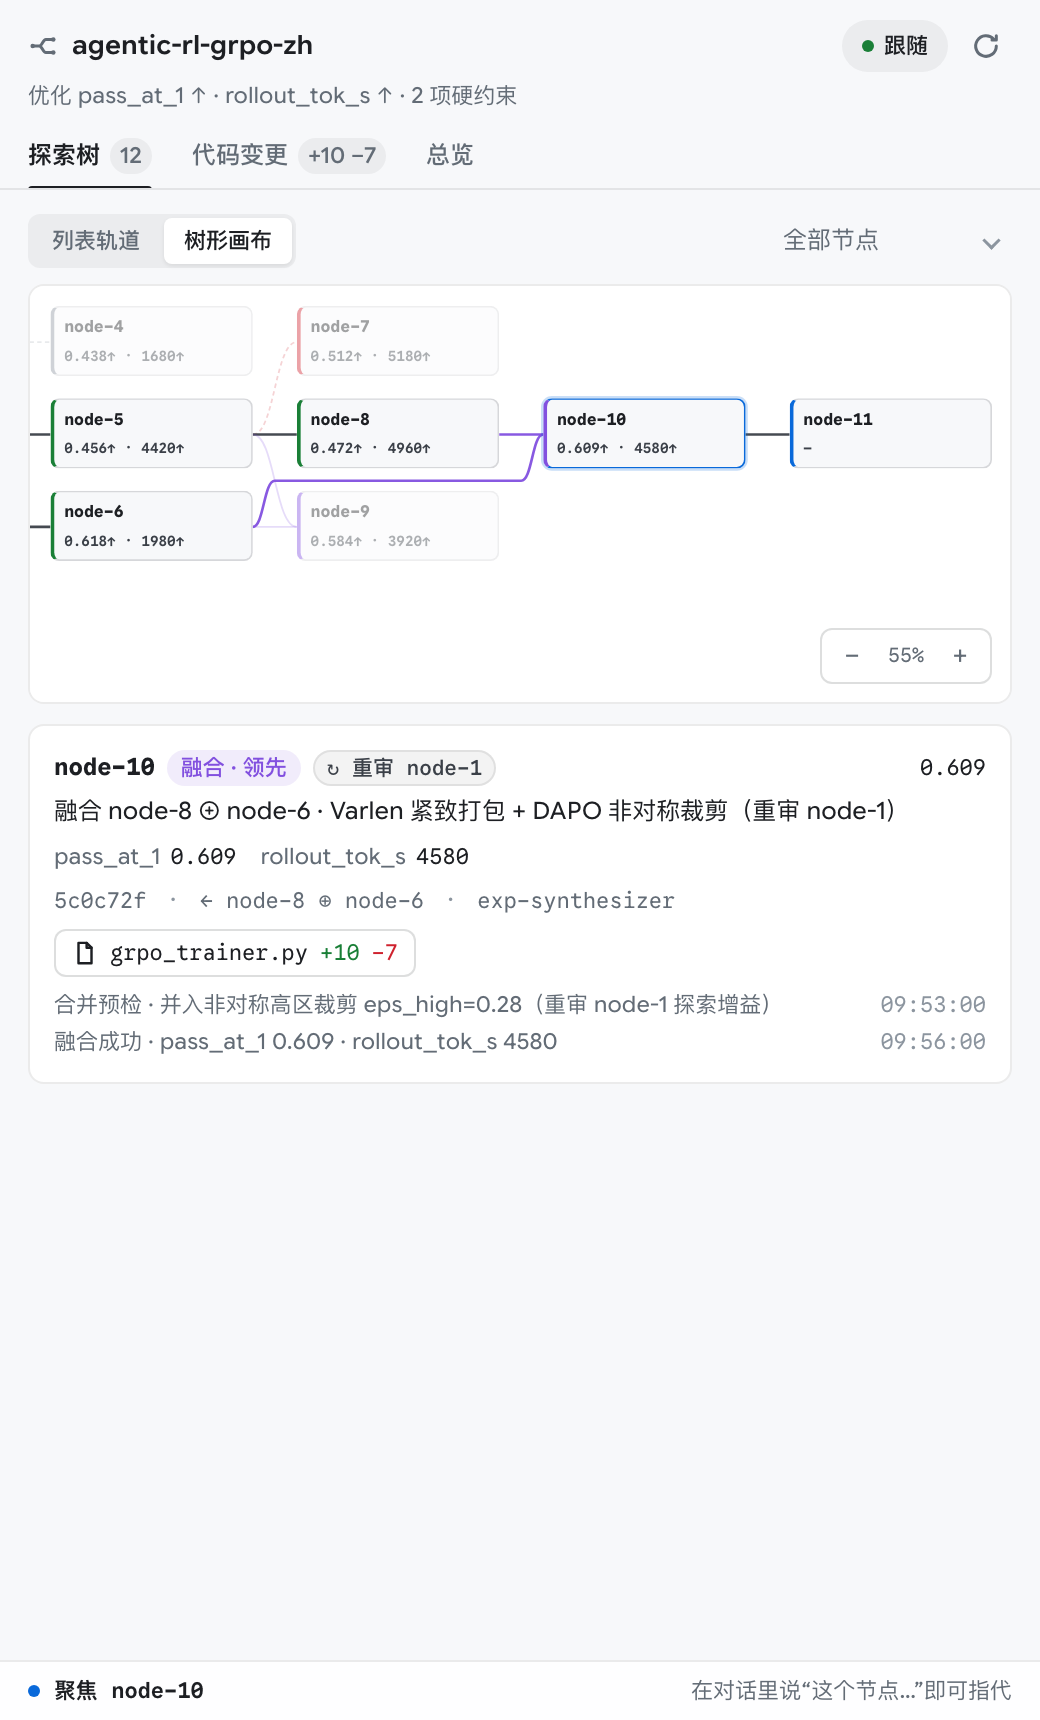 agentic-rl-grpo-zh
跟随
优化 pass_at_1 ↑ · rollout_tok_s ↑ · 2 项硬约束
探索树 12 代码变更 +10 −7 总览
列表轨道 树形画布 全部节点
node-4
0.438↑ · 1680↑
node-7
0.512↑ · 5180↑
node-5
0.456↑ · 4420↑
node-8
0.472↑ · 4960↑
node-10
0.609↑ · 4580↑
node-11
–
node-6
0.618↑ · 1980↑
node-9
0.584↑ · 3920↑
− 55% +
node-10 融合 · 领先 ↻ 重审 node-1 0.609
融合 node-8 ⊕ node-6 · Varlen 紧致打包 + DAPO 非对称裁剪（重审 node-1）
pass_at_1 0.609 rollout_tok_s 4580
5c0c72f · ← node-8 ⊕ node-6 · exp-synthesizer
grpo_trainer.py +10 −7
合并预检 · 并入非对称高区裁剪 eps_high=0.28（重审 node-1 探索增益） 09:53:00
融合成功 · pass_at_1 0.609 · rollout_tok_s 4580 09:56:00
聚焦 node-10 在对话里说“这个节点…”即可指代